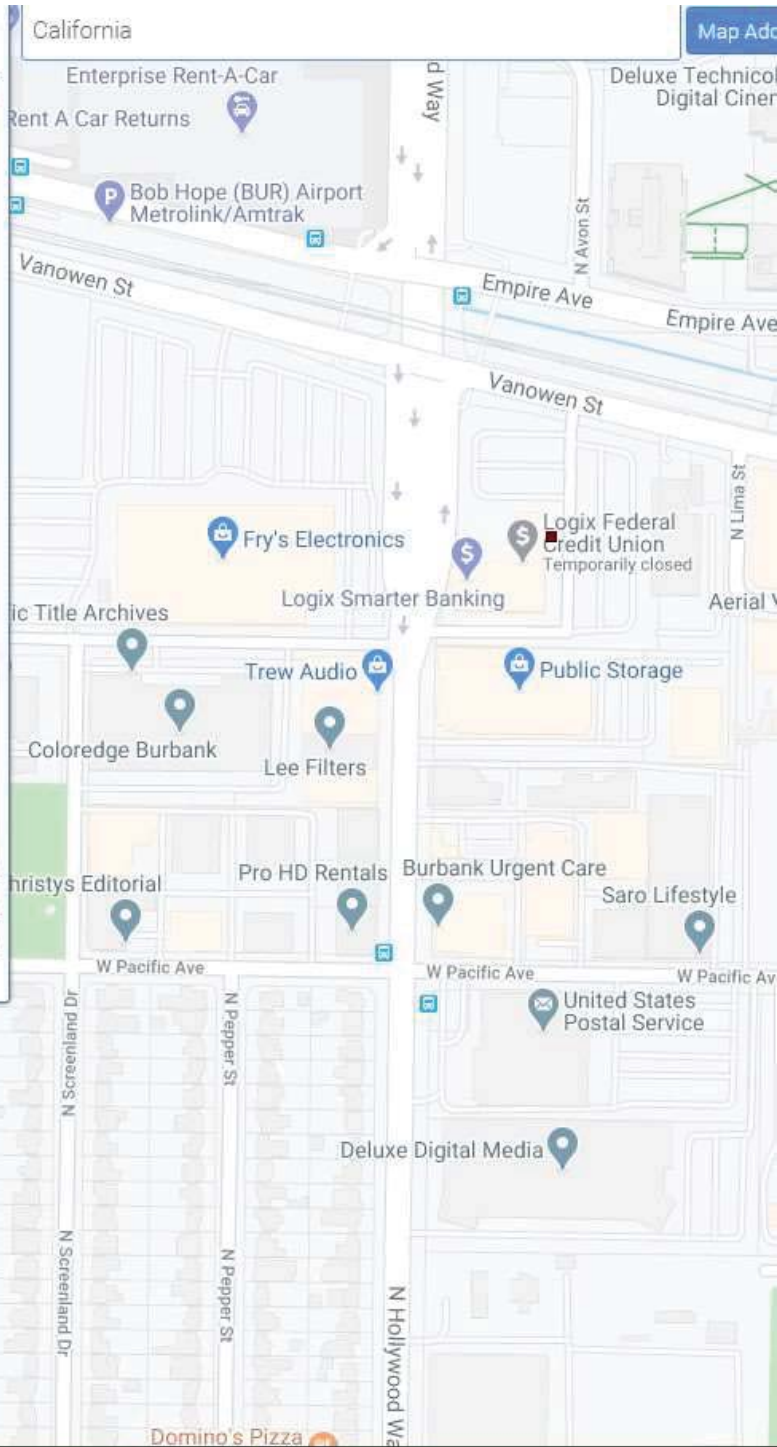 California
Map Add
Enterprise Rent-A-Car
d Way
Deluxe Technicol
Digital Ciner
Rent A Car Returns
P
Bob Hope (BUR) Airport
Metrolink/Amtrak
N Avon St
Vanowen St
Empire Ave
Empire Ave
Vanowen St
N Lima St
Fry's Electronics
Logix Federal
Credit Union
Temporarily closed
$
$
Logix Smarter Banking
ic Title Archives
Aerial
Trew Audio
Public Storage
Coloredge Burbank
Lee Filters
hristys Editorial
Pro HD Rentals
Burbank Urgent Care
Saro Lifestyle
W Pacific Ave
W Pacific Ave
W Pacific Av
N Screenland Dr
N Pepper St
United States
Postal Service
Deluxe Digital Media
N Screenland Dr
N Pepper St
N Hollywood Wa
Domino's Pizza